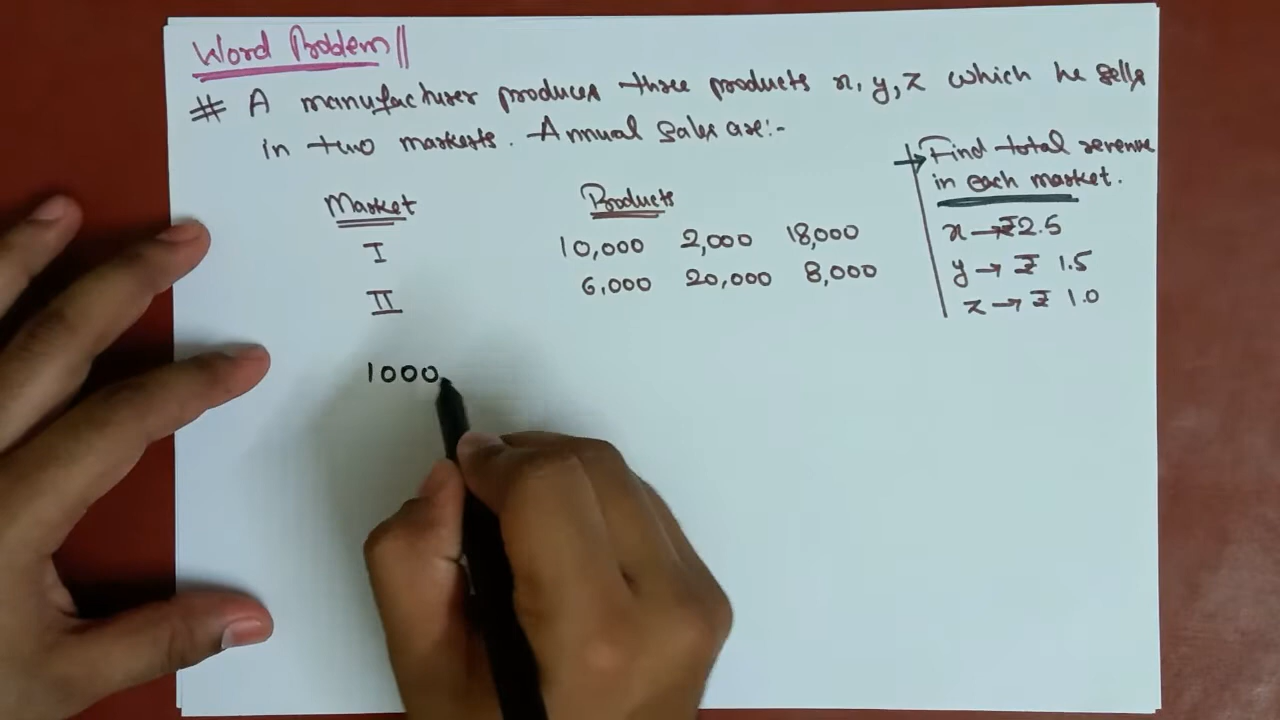 Word Problem ||
# A manufacturer produces three products x, y, z which he sells
in two markets. Annual sales are:-
→ Find total revenue
in each market.
Market Products
x → ₹2.5
I 10,000 2,000 18,000
y → ₹ 1.5
II 6,000 20,000 8,000
z → ₹ 1.0
1000